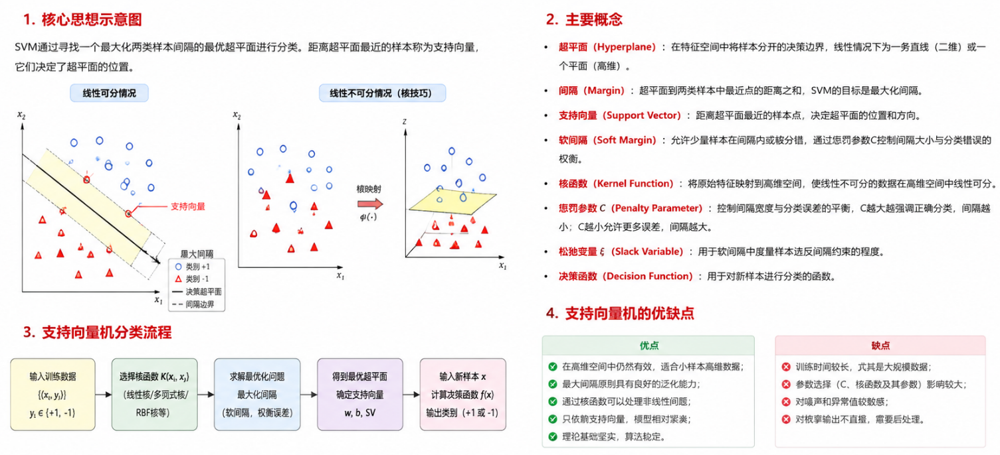 1. 核心思想示意图
SVM通过寻找一个最大化两类样本间隔的最优超平面进行分类。距离超平面最近的样本称为支持向量，
它们决定了超平面的位置。
线性可分情况
线性不可分情况（核技巧）
x₂
支持向量
最大间隔
类别 +1
类别 -1
决策超平面
间隔边界
x₁
x₂
x₁
核映射
φ(·)
z
x₁
2. 主要概念
• 超平面（Hyperplane）：在特征空间中将样本分开的决策边界，线性情况下为一务直线（二维）或一
个平面（高维）。
• 间隔（Margin）：超平面到两类样本中最近点的距离之和，SVM的目标是最大化间隔。
• 支持向量（Support Vector）：距离超平面最近的样本点，决定超平面的位置和方向。
• 软间隔（Soft Margin）：允许少量样本在间隔内或被分错，通过惩罚参数C控制间隔大小与分类错误的
权衡。
• 核函数（Kernel Function）：将原始特征映射到高维空间，使线性不可分的数据在高维空间中线性可分。
• 惩罚参数 C（Penalty Parameter）：控制间隔宽度与分类误差的平衡，C越大越强调正确分类，间隔越
小；C越小允许更多误差，间隔越大。
• 松弛变量 ξ（Slack Variable）：用于软间隔中度量样本违反间隔约束的程度。
• 决策函数（Decision Function）：用于对新样本进行分类的函数。
3. 支持向量机分类流程
输入训练数据
{(xᵢ, yᵢ)}
yᵢ ∈ {+1, -1}
选择核函数 K(xᵢ, xⱼ)
（线性核/多项式核/
RBF核等）
求解最优化问题
最大化间隔
（软间隔，权衡误差）
得到最优超平面
确定支持向量
w, b, SV
输入新样本 x
计算决策函数 f(x)
输出类别（+1 或 -1）
4. 支持向量机的优缺点
优点
在高维空间中仍然有效，适合小样本高维数据；
最大间隔原则具有良好的泛化能力；
通过核函数可以处理非线性问题；
只依 支持向量，模型相对 ；
理论基础坚实，算法稳定。
缺点
训练时间较长，尤其是大规模数据；
参数选择（C、核函数及其参数）影响较大；
对噪声和异常值较敏感；
对 输出不直 ，需要后处理。